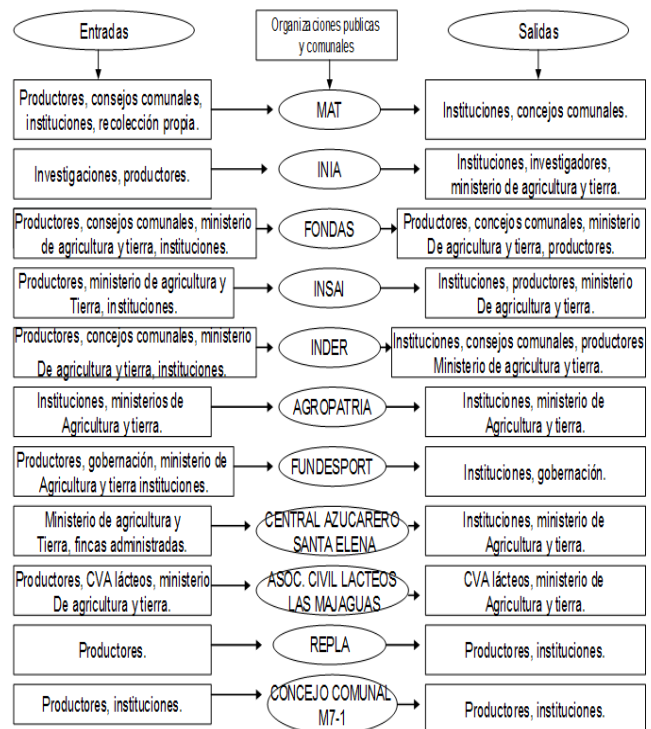 Entradas
Organizaciones publicas
y comunales
Salidas
Productores, consejos comunales,
instituciones, recolección propia.
MAT
Instituciones, concejos comunales.
Investigaciones, productores.
INIA
Instituciones, investigadores,
ministerio de agricultura y tierra.
Productores, consejos comunales, ministerio
de agricultura y tierra, instituciones.
FONDAS
Productores, concejos comunales, ministerio
De agricultura y tierra, productores.
Productores, ministerio de agricultura y
Tierra, instituciones.
INSAI
Instituciones, productores, ministerio
De agricultura y tierra.
Productores, concejos comunales, ministerio
De agricultura y tierra, instituciones.
INDER
Instituciones, consejos comunales, productores
Ministerio de agricultura y tierra.
Instituciones, ministerios de
Agricultura y tierra.
AGROPATRIA
Instituciones, ministerio de
Agricultura y tierra.
Productores, gobernación, ministerio de
Agricultura y tierra instituciones.
FUNDESPORT
Instituciones, gobernación.
Ministerio de agricultura y
Tierra, fincas administradas.
CENTRAL AZUCARERO
SANTA ELENA
Instituciones, ministerio de
Agricultura y tierra.
Productores, CVA lácteos, ministerio
De agricultura y tierra.
ASOC. CIVIL LACTEOS
LAS MAJAGUAS
CVA lácteos, ministerio de
Agricultura y tierra.
Productores.
REPLA
Productores, instituciones.
Productores, instituciones.
CONCEJO COMUNAL
M7-1
Productores, instituciones.